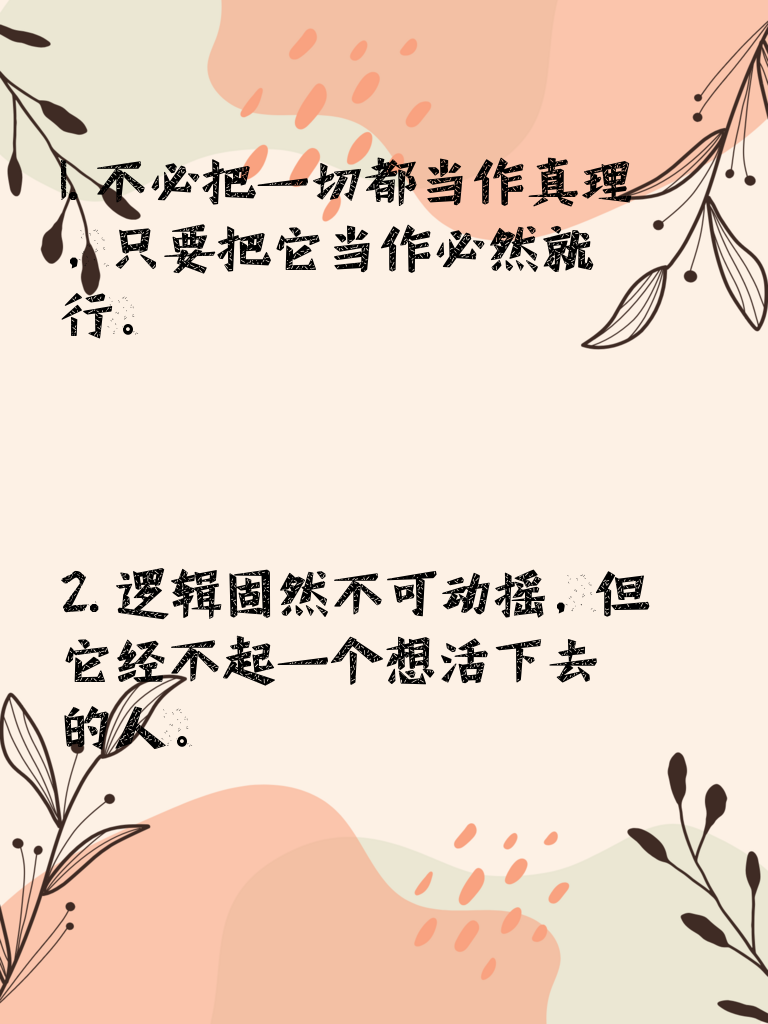 1.不必把一切都当作真理
，只要把它当作必然就
行。
2.逻辑固然不可动摇，但
它经不起一个想活下去
的人。